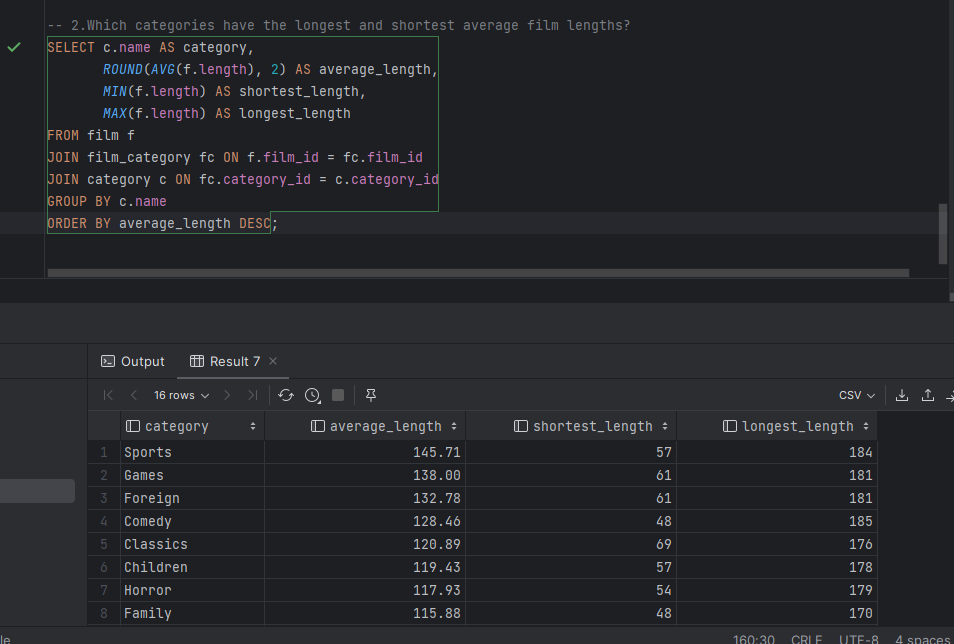 -- 2.Which categories have the longest and shortest average film lengths?
SELECT c.name AS category,
ROUND(AVG(f.length), 2) AS average_length,
MIN(f.length) AS shortest_length,
MAX(f.length) AS longest_length
FROM film f
JOIN film_category fc ON f.film_id = fc.film_id
JOIN category c ON fc.category_id = c.category_id
GROUP BY c.name
ORDER BY average_length DESC;
Output Result 7
16 rows CSV
category average_length shortest_length longest_length
1 Sports 145.71 57 184
2 Games 138.00 61 181
3 Foreign 132.78 61 181
4 Comedy 128.46 48 185
5 Classics 120.89 69 176
6 Children 119.43 57 178
7 Horror 117.93 54 179
8 Family 115.88 48 170
le 160:30 CRLF UTF-8 4 spaces